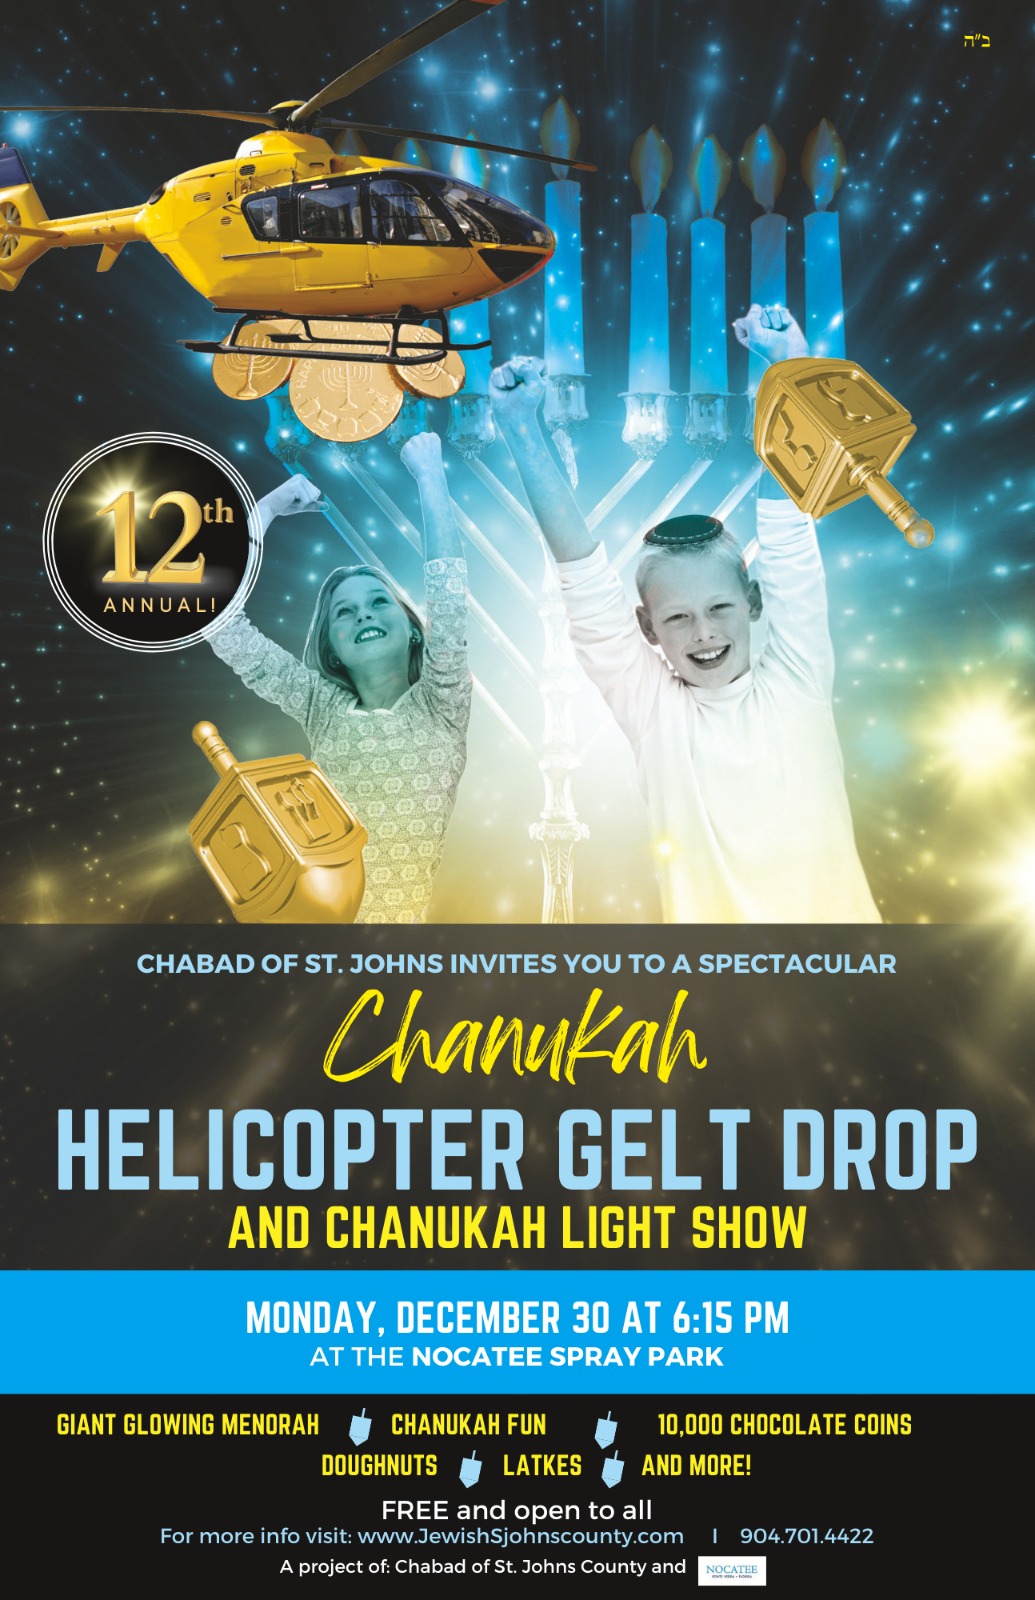 ב"ה
12th
ANNUAL!
CHABAD OF ST. JOHNS INVITES YOU TO A SPECTACULAR
Chanukah
HELICOPTER GELT DROP
AND CHANUKAH LIGHT SHOW
MONDAY, DECEMBER 30 AT 6:15 PM
AT THE NOCATEE SPRAY PARK
GIANT GLOWING MENORAH CHANUKAH FUN 10,000 CHOCOLATE COINS
DOUGHNUTS LATKES AND MORE!
FREE and open to all
For more info visit: www.JewishSjohnscounty.com I 904.701.4422
A project of: Chabad of St. Johns County and NOCATEE